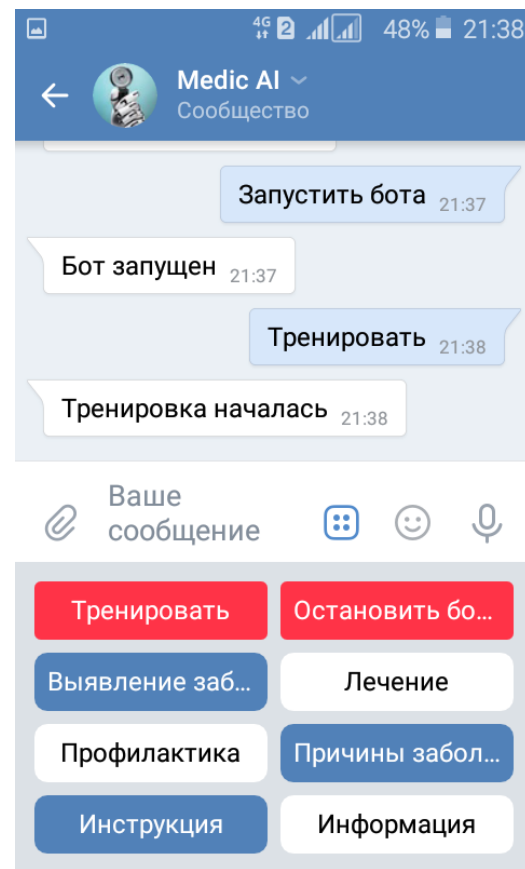 4G 2 48% 21:38
Medic AI
Сообщество
Запустить бота 21:37
Бот запущен 21:37
Тренировать 21:38
Тренировка началась 21:38
Ваше
сообщение
Тренировать Остановить бо...
Выявление заб... Лечение
Профилактика Причины забол...
Инструкция Информация